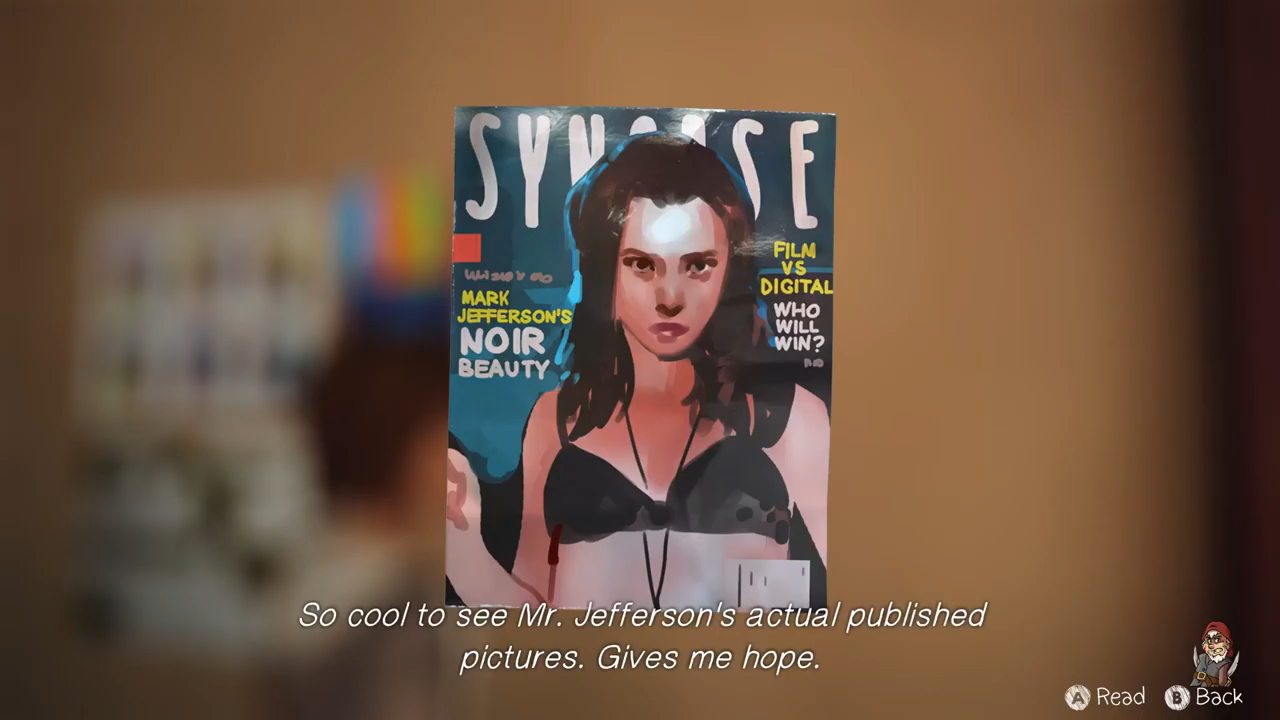 MARK
JEFFERSON'S
NOIR
BEAUTY
FILM
VS
DIGITAL
WHO
WILL
WIN?
So cool to see Mr. Jefferson's actual published
pictures. Gives me hope.
A Read B Back